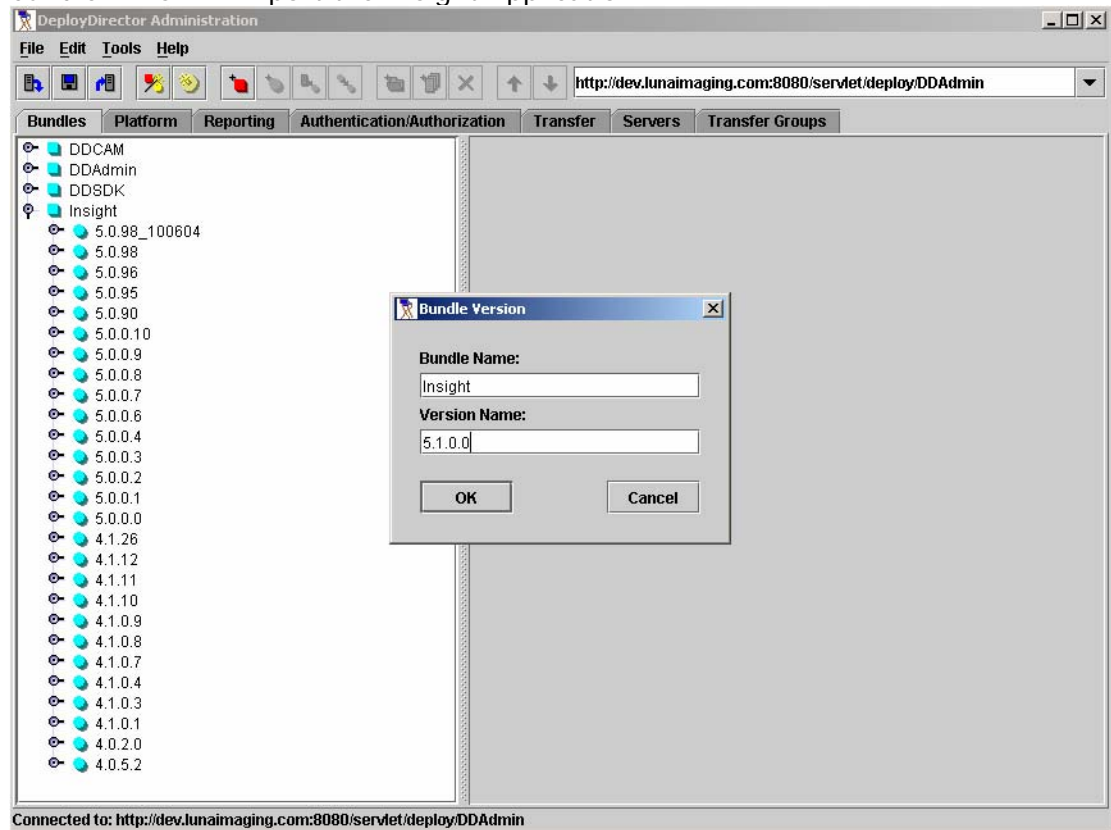 DeployDirector Administration
File Edit Tools Help
http://dev.lunaimaging.com:8080/servlet/deploy/DDAdmin
Bundles Platform Reporting Authentication/Authorization Transfer Servers Transfer Groups
DDCAM
DDAdmin
DDSDK
Insight
5.0.98_100604
5.0.98
5.0.96
5.0.95
5.0.90
5.0.0.10
5.0.0.9
5.0.0.8
5.0.0.7
5.0.0.6
5.0.0.4
5.0.0.3
5.0.0.2
5.0.0.1
5.0.0.0
4.1.26
4.1.12
4.1.11
4.1.10
4.1.0.9
4.1.0.8
4.1.0.7
4.1.0.4
4.1.0.3
4.1.0.1
4.0.2.0
4.0.5.2
Bundle Version
Bundle Name:
Insight
Version Name:
5.1.0.0
OK Cancel
Connected to: http://dev.lunaimaging.com:8080/servlet/deploy/DDAdmin